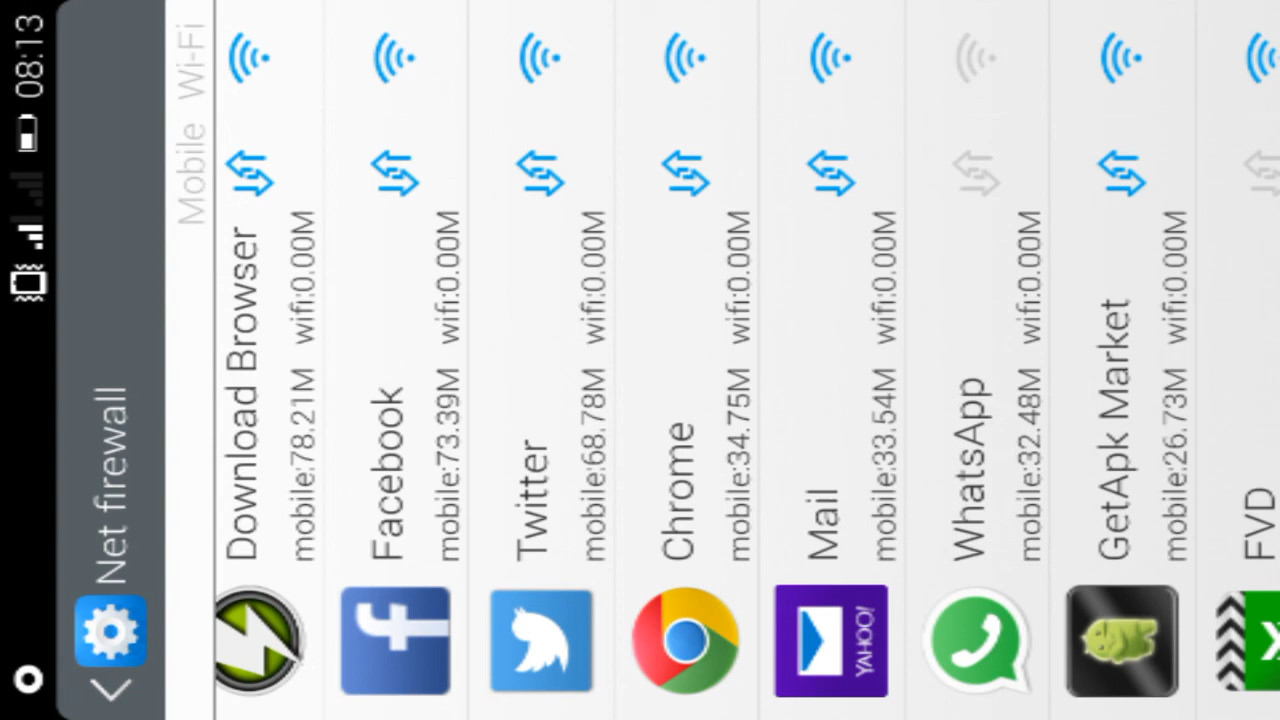 08:13
Net firewall
Mobile Wi-Fi
Download Browser
mobile:78.21M wifi:0.00M
Facebook
mobile:73.39M wifi:0.00M
Twitter
mobile:68.78M wifi:0.00M
Chrome
mobile:34.75M wifi:0.00M
YAHOO!
Mail
mobile:33.54M wifi:0.00M
WhatsApp
mobile:32.48M wifi:0.00M
GetApk Market
mobile:26.73M wifi:0.00M
FVD